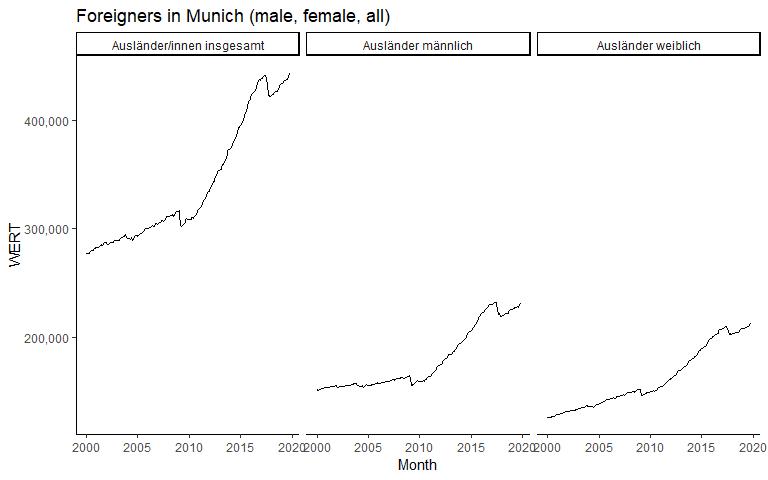 Foreigners in Munich (male, female, all)
Ausländer/innen insgesamt Ausländer männlich Ausländer weiblich
400,000
300,000
200,000
WERT
2000 2005 2010 2015 2020 2000 2005 2010 2015 2020 2000 2005 2010 2015 2020
Month